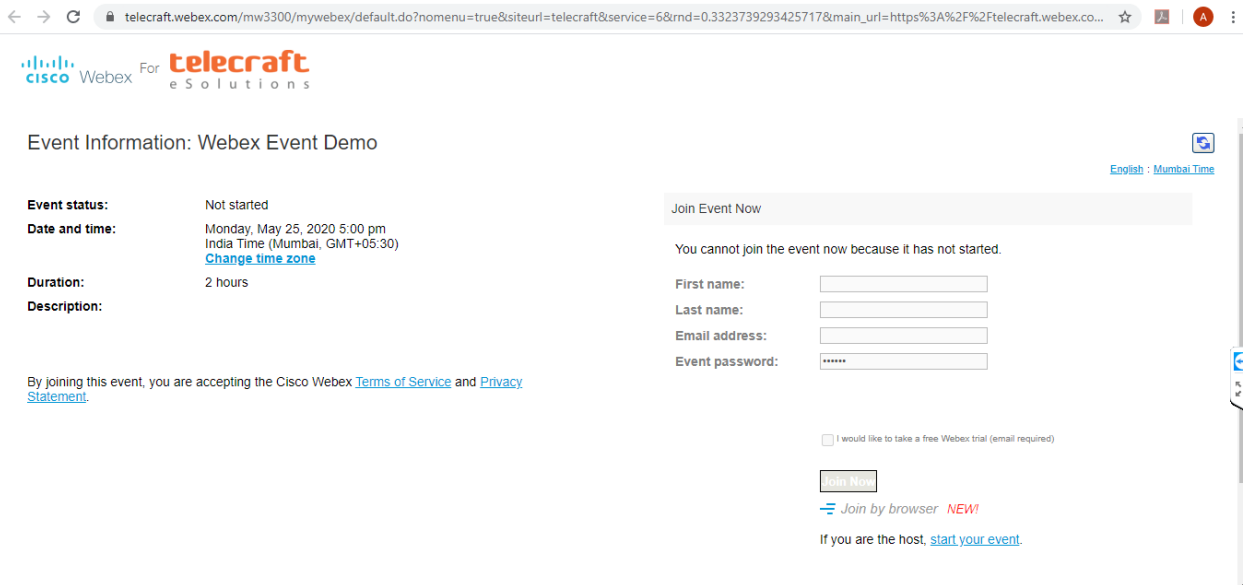 telecraft.webex.com/mw3300/mywebex/default.do?nomenu=true&siteurl=telecraft&service=6&rnd=0.3323739293425717&main_url=https%3A%2F%2Ftelecraft.webex.co...
A
cisco Webex For telecraft
eSolutions
Event Information: Webex Event Demo
English : Mumbai Time
Event status: Not started
Date and time: Monday, May 25, 2020 5:00 pm
India Time (Mumbai, GMT+05:30)
Change time zone
Duration: 2 hours
Description:
By joining this event, you are accepting the Cisco Webex Terms of Service and Privacy
Statement.
Join Event Now
You cannot join the event now because it has not started.
First name:
Last name:
Email address:
Event password: ••••••
I would like to take a free Webex trial (email required)
Join Now
Join by browser NEW!
If you are the host, start your event.